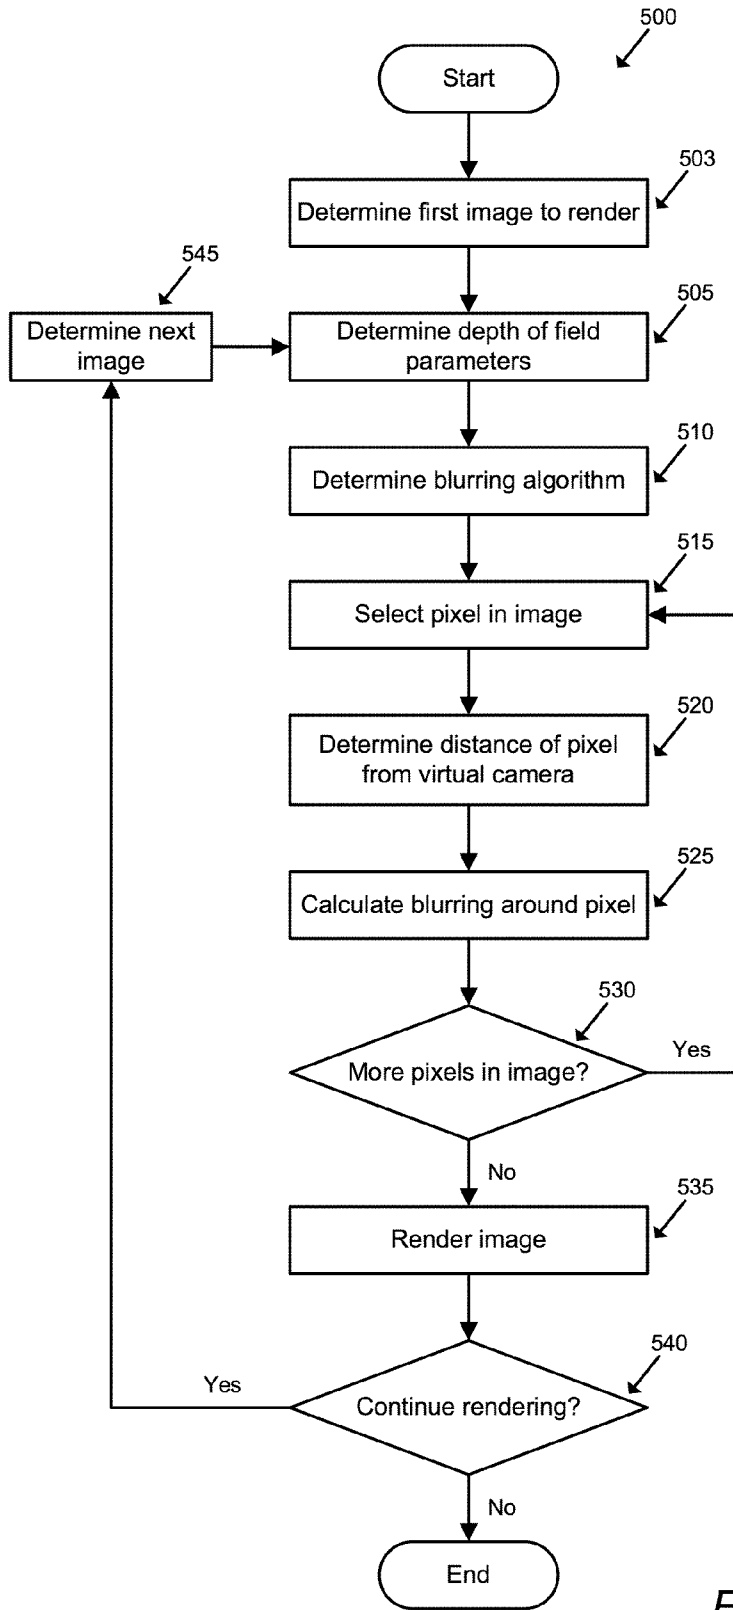 500
Start
503
Determine first image to render
545
505
Determine next
image
Determine depth of field
parameters
510
Determine blurring algorithm
515
Select pixel in image
520
Determine distance of pixel
from virtual camera
525
Calculate blurring around pixel
530
More pixels in image?
Yes
No
535
Render image
540
Yes
Continue rendering?
No
End